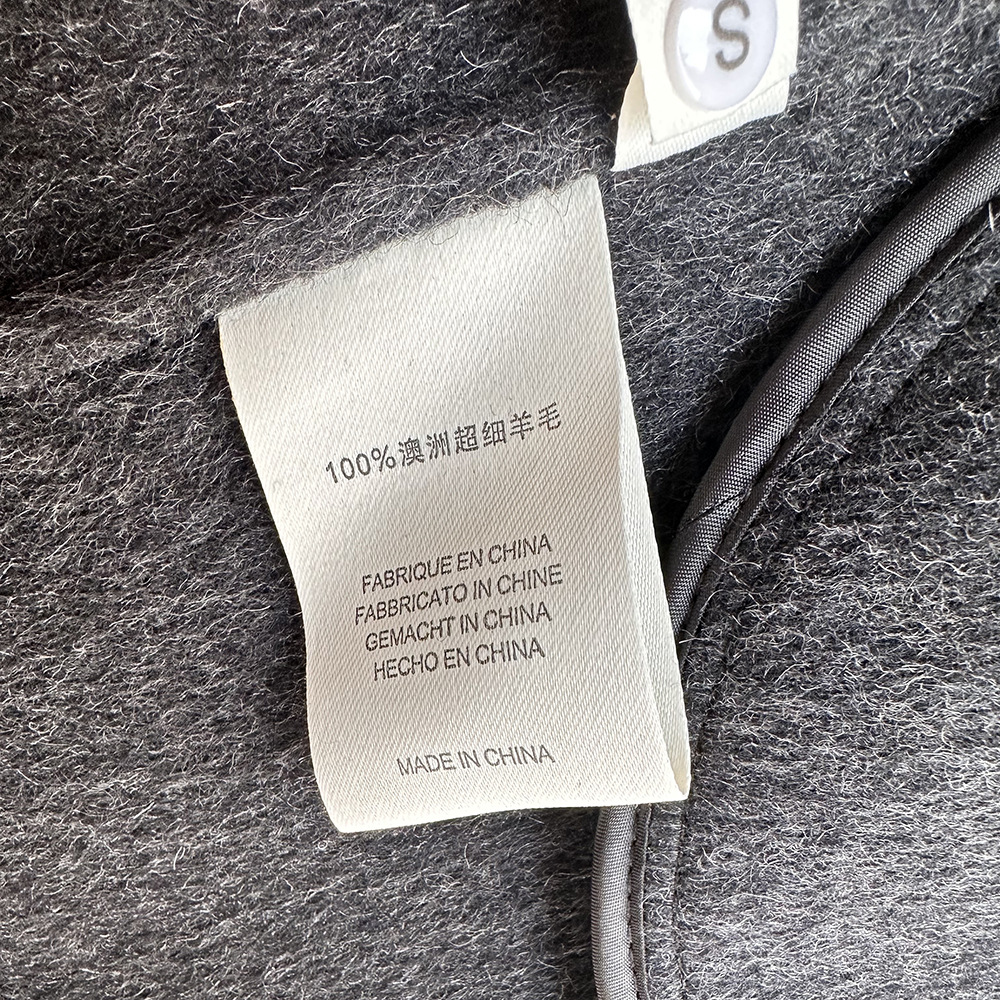 S
100%澳洲超细羊毛
FABRIQUE EN CHINA
FABBRICATO IN CHINE
GEMACHT IN CHINA
HECHO EN CHINA
MADE IN CHINA